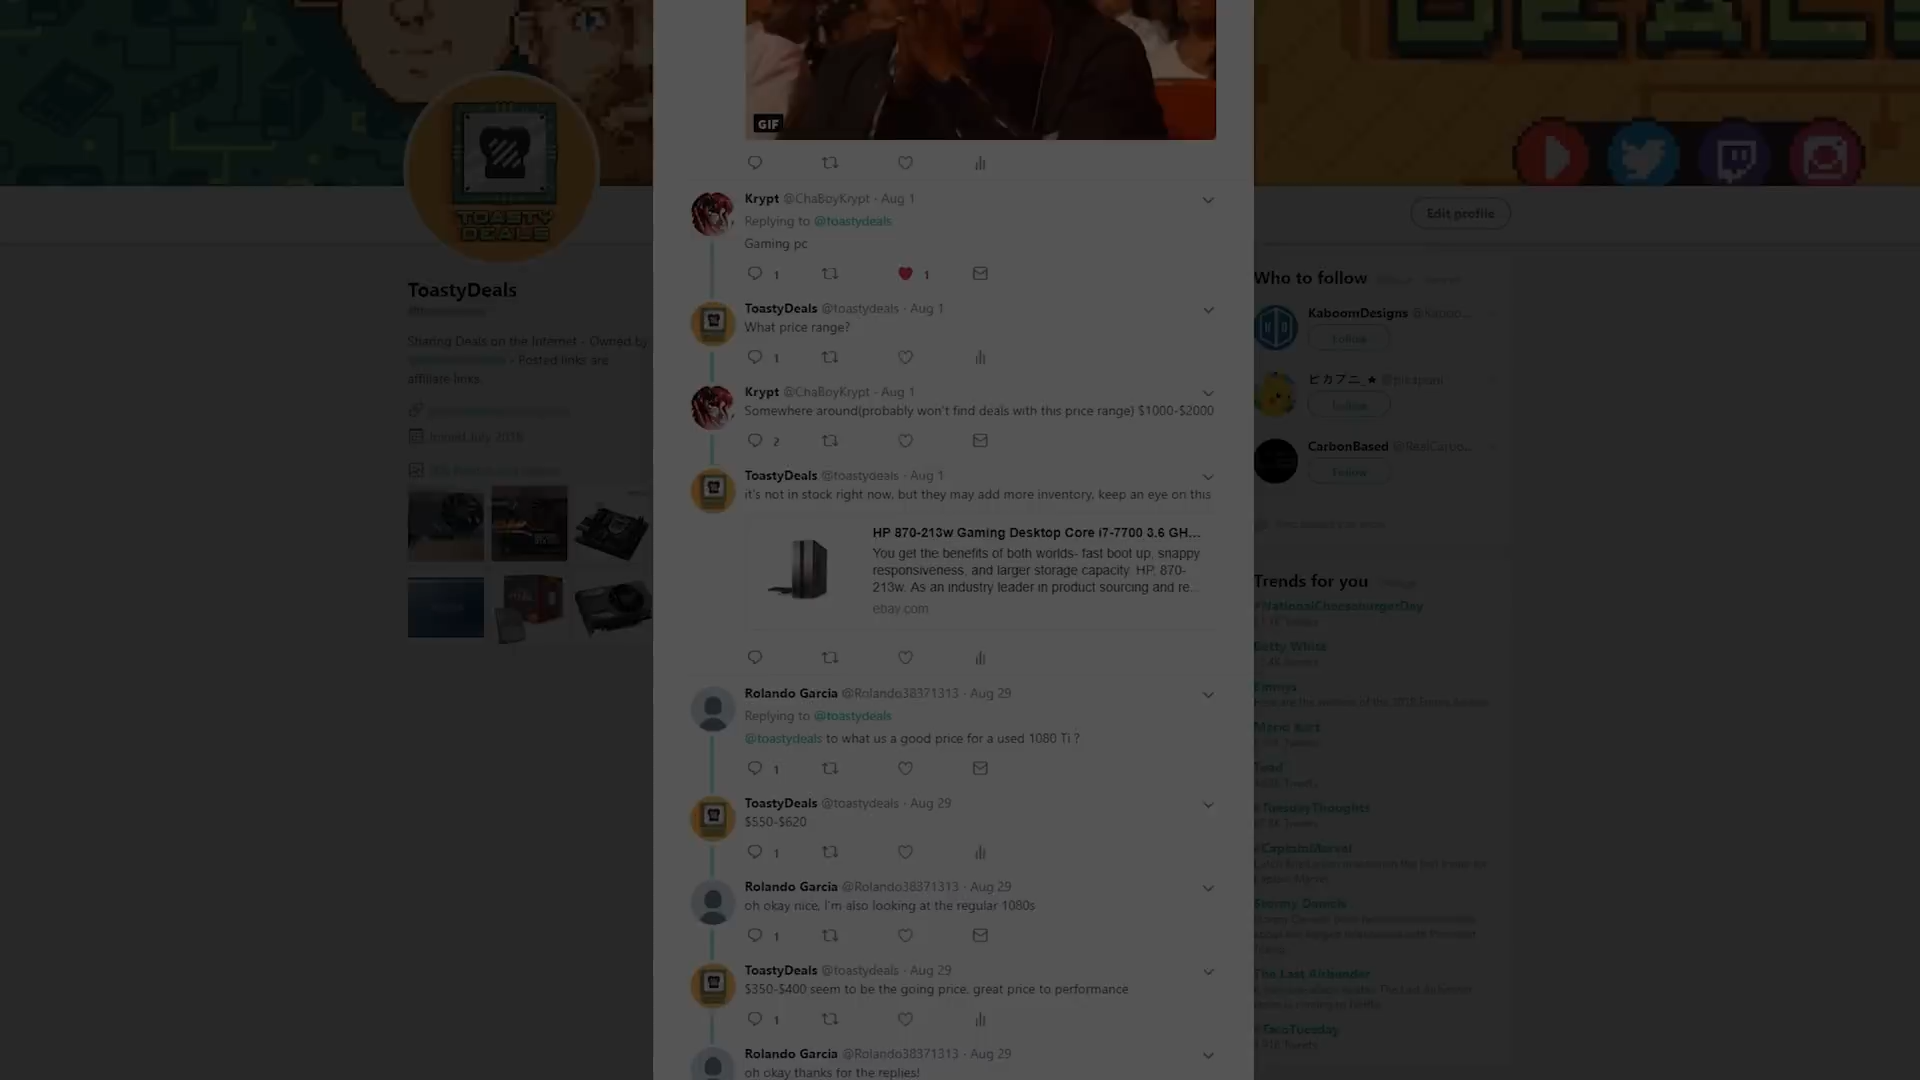 DEALS
TOASTY
DEALS
ToastyDeals
Sharing Deals on the Internet - Owned by
- Posted links are
affiliate links.
Joined July 2018
GIF
Krypt @ChaBoyKrypt · Aug 1
Replying to @toastydeals
Gaming pc
1 1
ToastyDeals @toastydeals · Aug 1
What price range?
1
Krypt @ChaBoyKrypt · Aug 1
Somewhere around(probably won't find deals with this price range) $1000-$2000
2
ToastyDeals @toastydeals · Aug 1
it's not in stock right now, but they may add more inventory, keep an eye on this
HP 870-213w Gaming Desktop Core i7-7700 3.6 GH...
You get the benefits of both worlds- fast boot up, snappy
responsiveness, and larger storage capacity. HP, 870-
213w. As an industry leader in product sourcing and re...
ebay.com
Rolando Garcia @Rolando38371313 · Aug 29
Replying to @toastydeals
@toastydeals to what us a good price for a used 1080 Ti ?
1
ToastyDeals @toastydeals · Aug 29
$550-$620
1
Rolando Garcia @Rolando38371313 · Aug 29
oh okay nice, I'm also looking at the regular 1080s
1
ToastyDeals @toastydeals · Aug 29
$350-$400 seem to be the going price, great price to performance
1
Rolando Garcia @Rolando38371313 · Aug 29
oh okay thanks for the replies!
Edit profile
Who to follow
KaboomDesigns @Kaboo...
Follow
ピカプニ_★ @pikapuni
Follow
CarbonBased @RealCarbo...
Follow
Trends for you
#NationalCheeseburgerDay
Betty White
Emmys
Mario Kart
Toad
#TuesdayThoughts
#CaptainMarvel
Stormy Daniels
The Last Airbender
#TacoTuesday